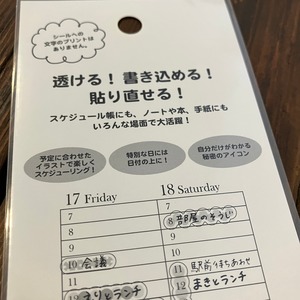 シールへの
文字のプリントは
ありません。
透ける！書き込める！
貼り直せる！
スケジュール帳にも、ノートや本、手紙にも
いろんな場面で大活躍！
予定に合わせた
イラストで楽しく
スケジューリング！
特別な日には
日付の上に！
自分だけがわかる
秘密のアイコン
17 Friday
7
8
9
10 会議
11
12 えりとランチ
18 Saturday
7
8 部屋のそうじ
9
10
11 駅前待ちあわせ
12 まきとランチ